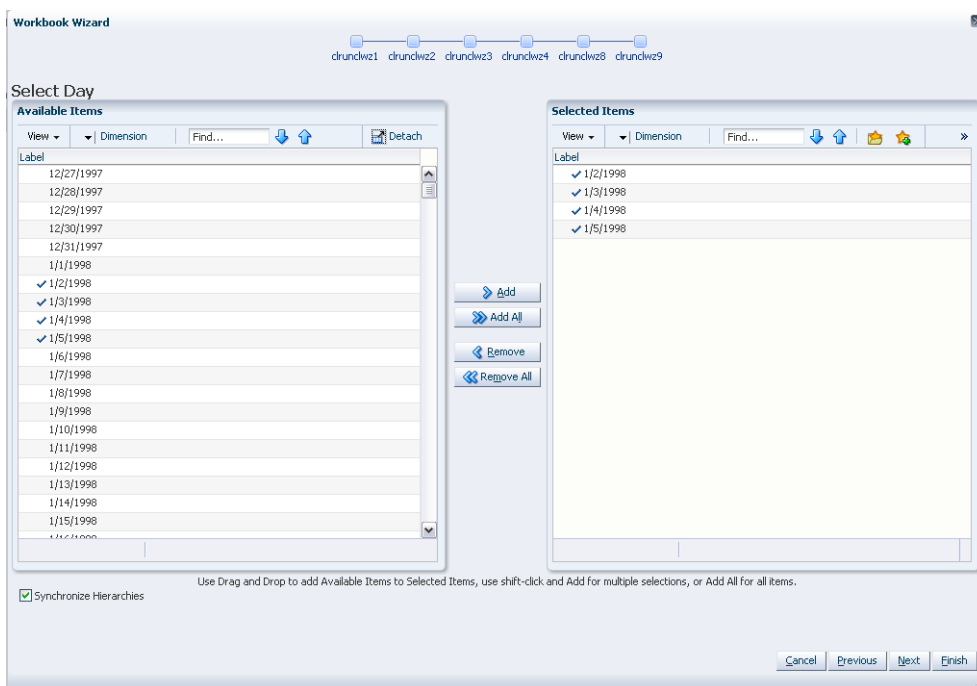 Workbook Wizard
clrunclwz1 clrunclwz2 clrunclwz3 clrunclwz4 clrunclwz8 clrunclwz9
Select Day
Available Items
View Dimension Find... Detach
Label
12/27/1997
12/28/1997
12/29/1997
12/30/1997
12/31/1997
1/1/1998
1/2/1998
1/3/1998
1/4/1998
1/5/1998
1/6/1998
1/7/1998
1/8/1998
1/9/1998
1/10/1998
1/11/1998
1/12/1998
1/13/1998
1/14/1998
1/15/1998
Add
Add All
Remove
Remove All
Selected Items
View Dimension Find... »
Label
1/2/1998
1/3/1998
1/4/1998
1/5/1998
Use Drag and Drop to add Available Items to Selected Items, use shift-click and Add for multiple selections, or Add All for all items.
Synchronize Hierarchies
Cancel Previous Next Finish